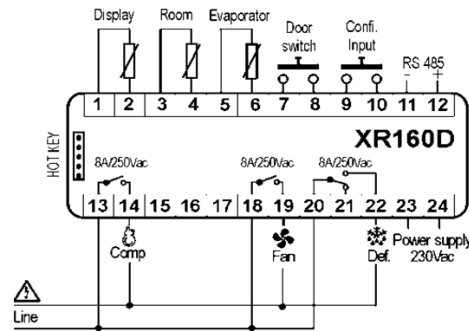 Display Room Evaporator Door switch Confi. Input
RS 485
- +
1 2 3 4 5 6 7 8 9 10 11 12
XR160D
HOT KEY
8A/250Vac 8A/250Vac 8A/250Vac
13 14 15 16 17 18 19 20 21 22 23 24
Comp Fan Def. Power supply 230Vac
Line